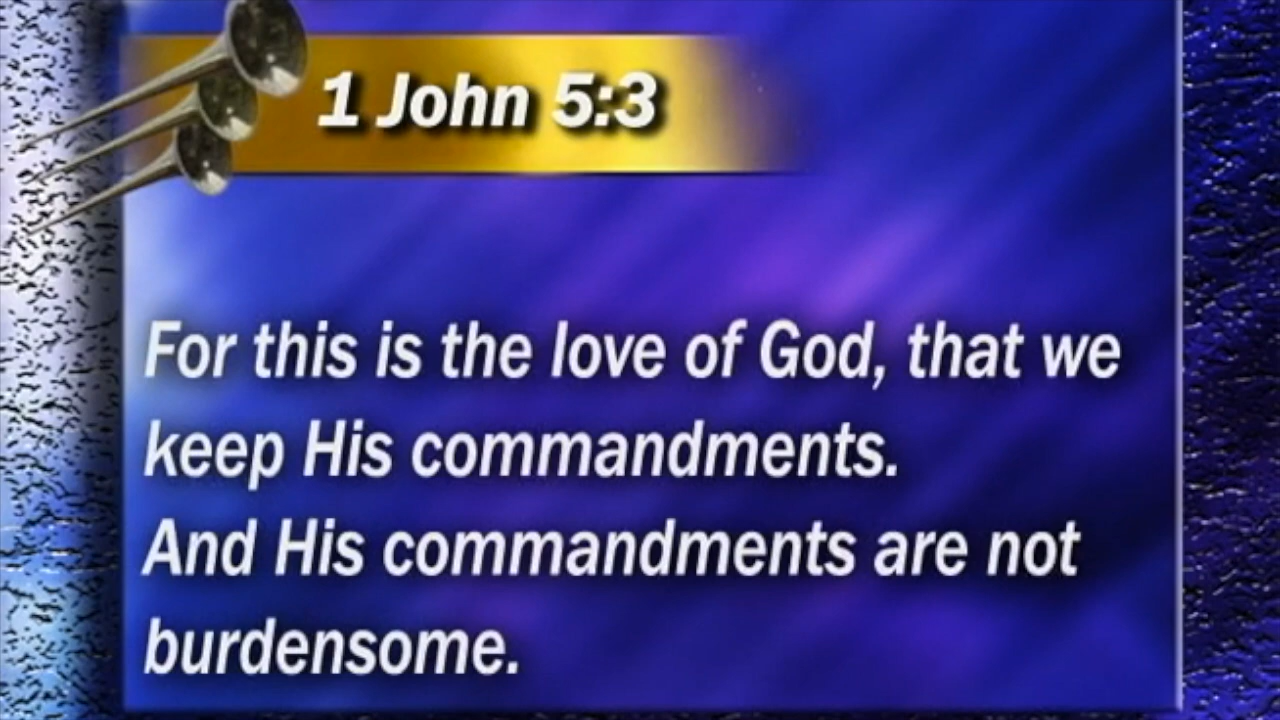 1 John 5:3
For this is the love of God, that we
keep His commandments.
And His commandments are not
burdensome.